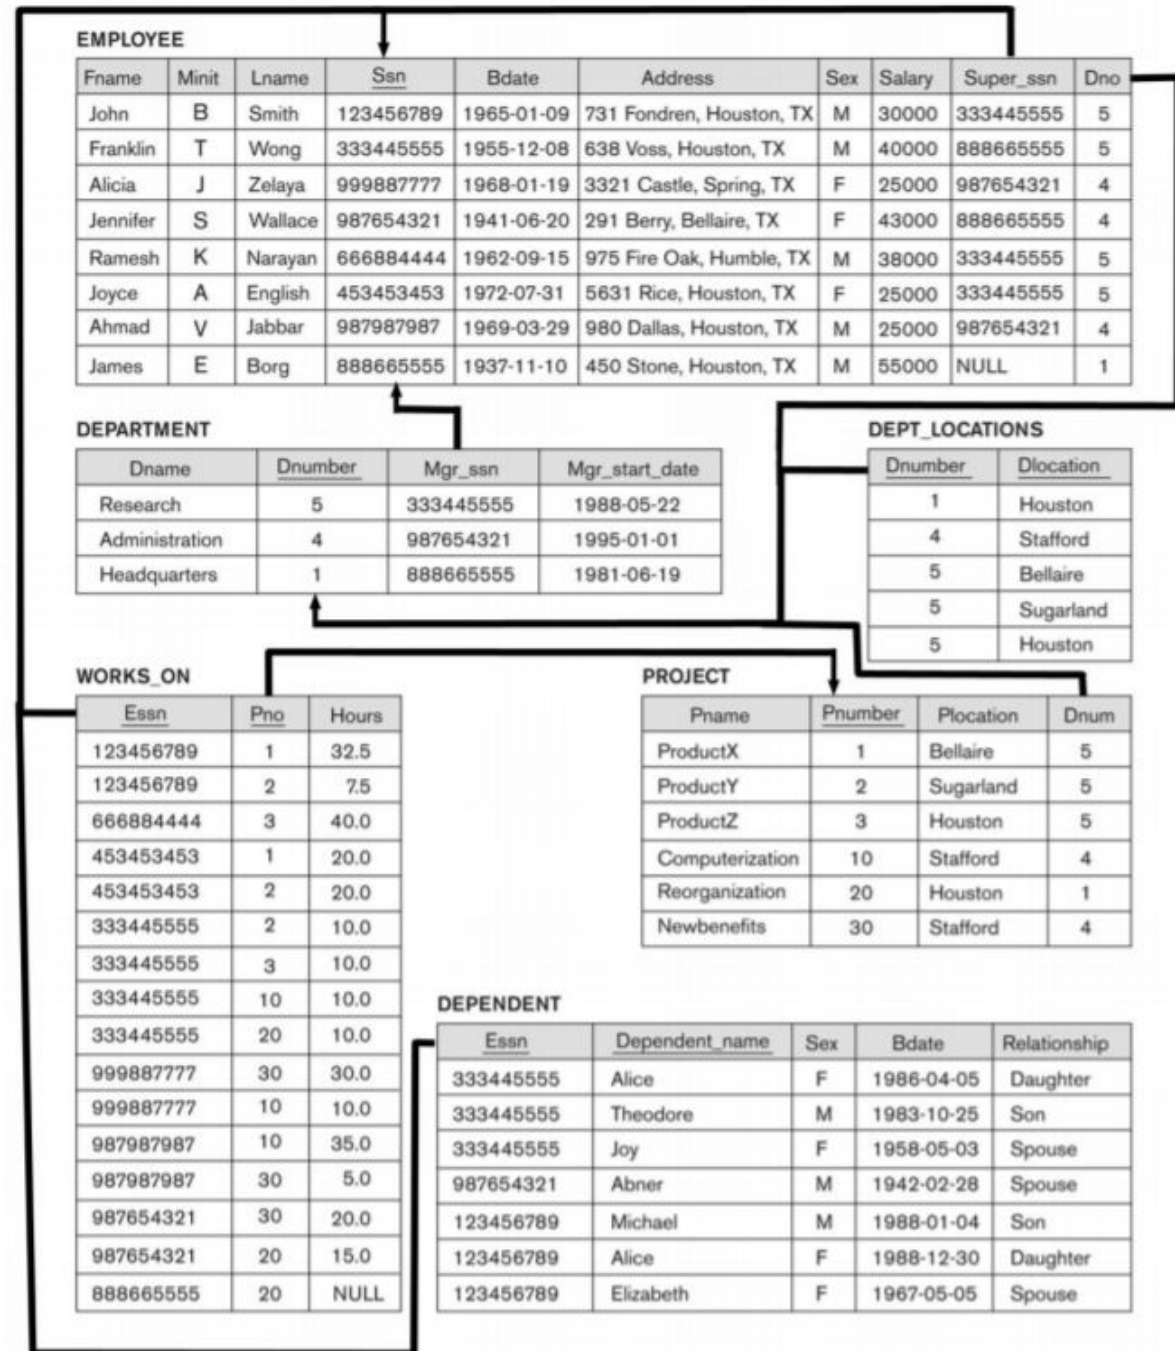 EMPLOYEE
Fname Minit Lname Ssn Bdate Address Sex Salary Super_ssn Dno
John B Smith 123456789 1965-01-09 731 Fondren, Houston, TX M 30000 333445555 5
Franklin T Wong 333445555 1955-12-08 638 Voss, Houston, TX M 40000 888665555 5
Alicia J Zelaya 999887777 1968-01-19 3321 Castle, Spring, TX F 25000 987654321 4
Jennifer S Wallace 987654321 1941-06-20 291 Berry, Bellaire, TX F 43000 888665555 4
Ramesh K Narayan 666884444 1962-09-15 975 Fire Oak, Humble, TX M 38000 333445555 5
Joyce A English 453453453 1972-07-31 5631 Rice, Houston, TX F 25000 333445555 5
Ahmad V Jabbar 987987987 1969-03-29 980 Dallas, Houston, TX M 25000 987654321 4
James E Borg 888665555 1937-11-10 450 Stone, Houston, TX M 55000 NULL 1
DEPARTMENT
Dname Dnumber Mgr_ssn Mgr_start_date
Research 5 333445555 1988-05-22
Administration 4 987654321 1995-01-01
Headquarters 1 888665555 1981-06-19
DEPT_LOCATIONS
Dnumber Dlocation
1 Houston
4 Stafford
5 Bellaire
5 Sugarland
5 Houston
WORKS_ON
Essn Pno Hours
123456789 1 32.5
123456789 2 7.5
666884444 3 40.0
453453453 1 20.0
453453453 2 20.0
333445555 2 10.0
333445555 3 10.0
333445555 10 10.0
333445555 20 10.0
999887777 30 30.0
999887777 10 10.0
987987987 10 35.0
987987987 30 5.0
987654321 30 20.0
987654321 20 15.0
888665555 20 NULL
PROJECT
Pname Pnumber Plocation Dnum
ProductX 1 Bellaire 5
ProductY 2 Sugarland 5
ProductZ 3 Houston 5
Computerization 10 Stafford 4
Reorganization 20 Houston 1
Newbenefits 30 Stafford 4
DEPENDENT
Essn Dependent_name Sex Bdate Relationship
333445555 Alice F 1986-04-05 Daughter
333445555 Theodore M 1983-10-25 Son
333445555 Joy F 1958-05-03 Spouse
987654321 Abner M 1942-02-28 Spouse
123456789 Michael M 1988-01-04 Son
123456789 Alice F 1988-12-30 Daughter
123456789 Elizabeth F 1967-05-05 Spouse